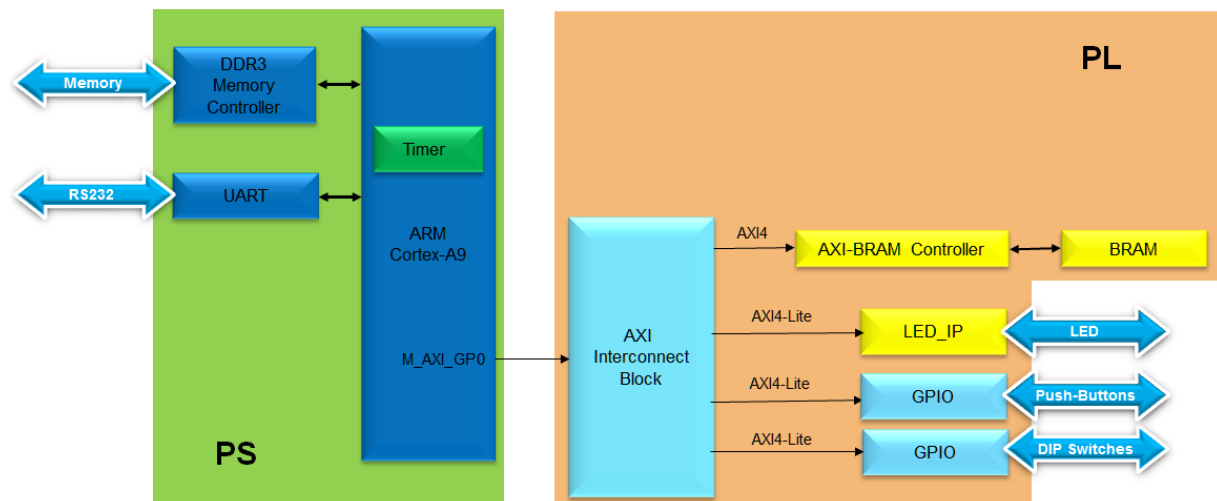 PL
DDR3
Memory
Controller
Memory
Timer
RS232
UART
ARM
Cortex-A9
AXI4
AXI-BRAM Controller
BRAM
AXI4-Lite
LED_IP
LED
AXI
Interconnect
Block
M_AXI_GP0
AXI4-Lite
GPIO
Push-Buttons
AXI4-Lite
GPIO
DIP Switches
PS